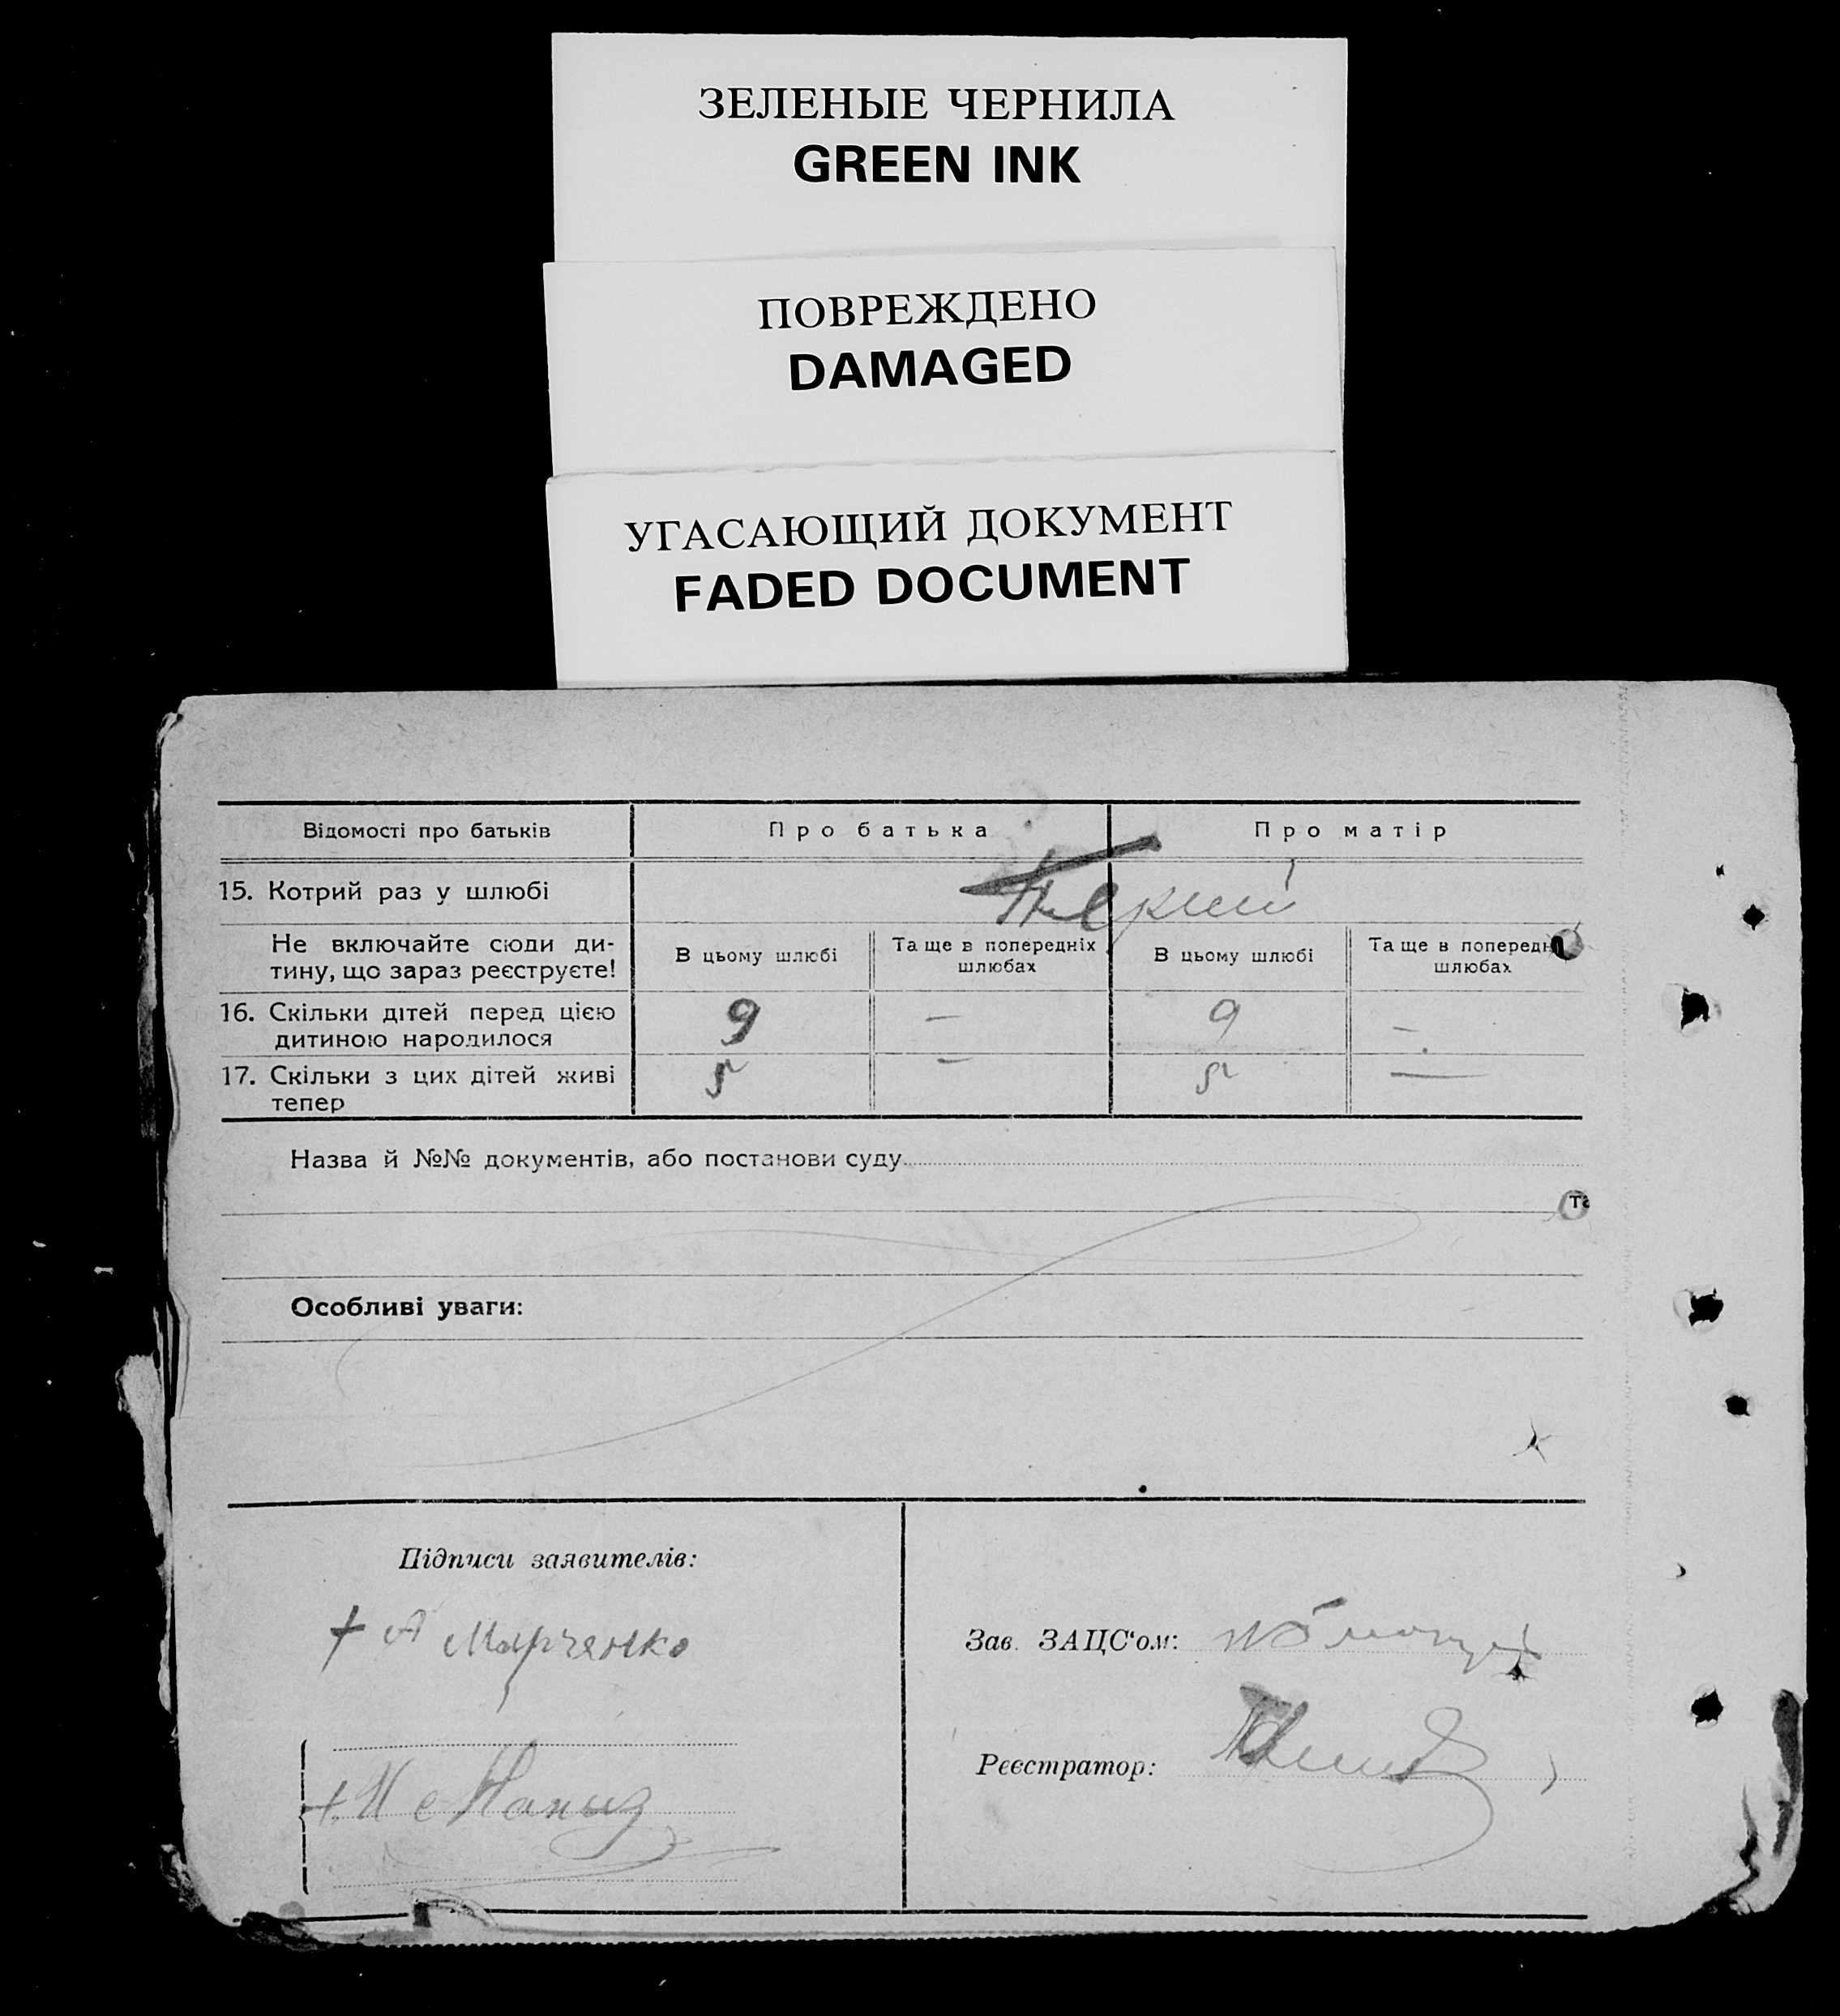 ЗЕЛЕНЫЕ ЧЕРНИЛА
GREEN INK
ПОВРЕЖДЕНО
DAMAGED
УГАСАЮЩИЙ ДОКУМЕНТ
FADED DOCUMENT
Відомості про батьків Про батька Про матір
15. Котрий раз у шлюбі
Не включайте сюди ди-
тину, що зараз реєструєте!
В цьому шлюбі
Та ще в попередніх
шлюбах
В цьому шлюбі
Та ще в попередн
шлюбах
16. Скільки дітей перед цією
дитиною народилося
9 — 9 —
17. Скільки з цих дітей живі
тепер
5 — 5 —
Назва й №№ документів, або постанови суду
Та
Особливі уваги:
Підписи заявителів:
+ А Марченко
Зав. ЗАЦС‘ом:
Реєстратор: